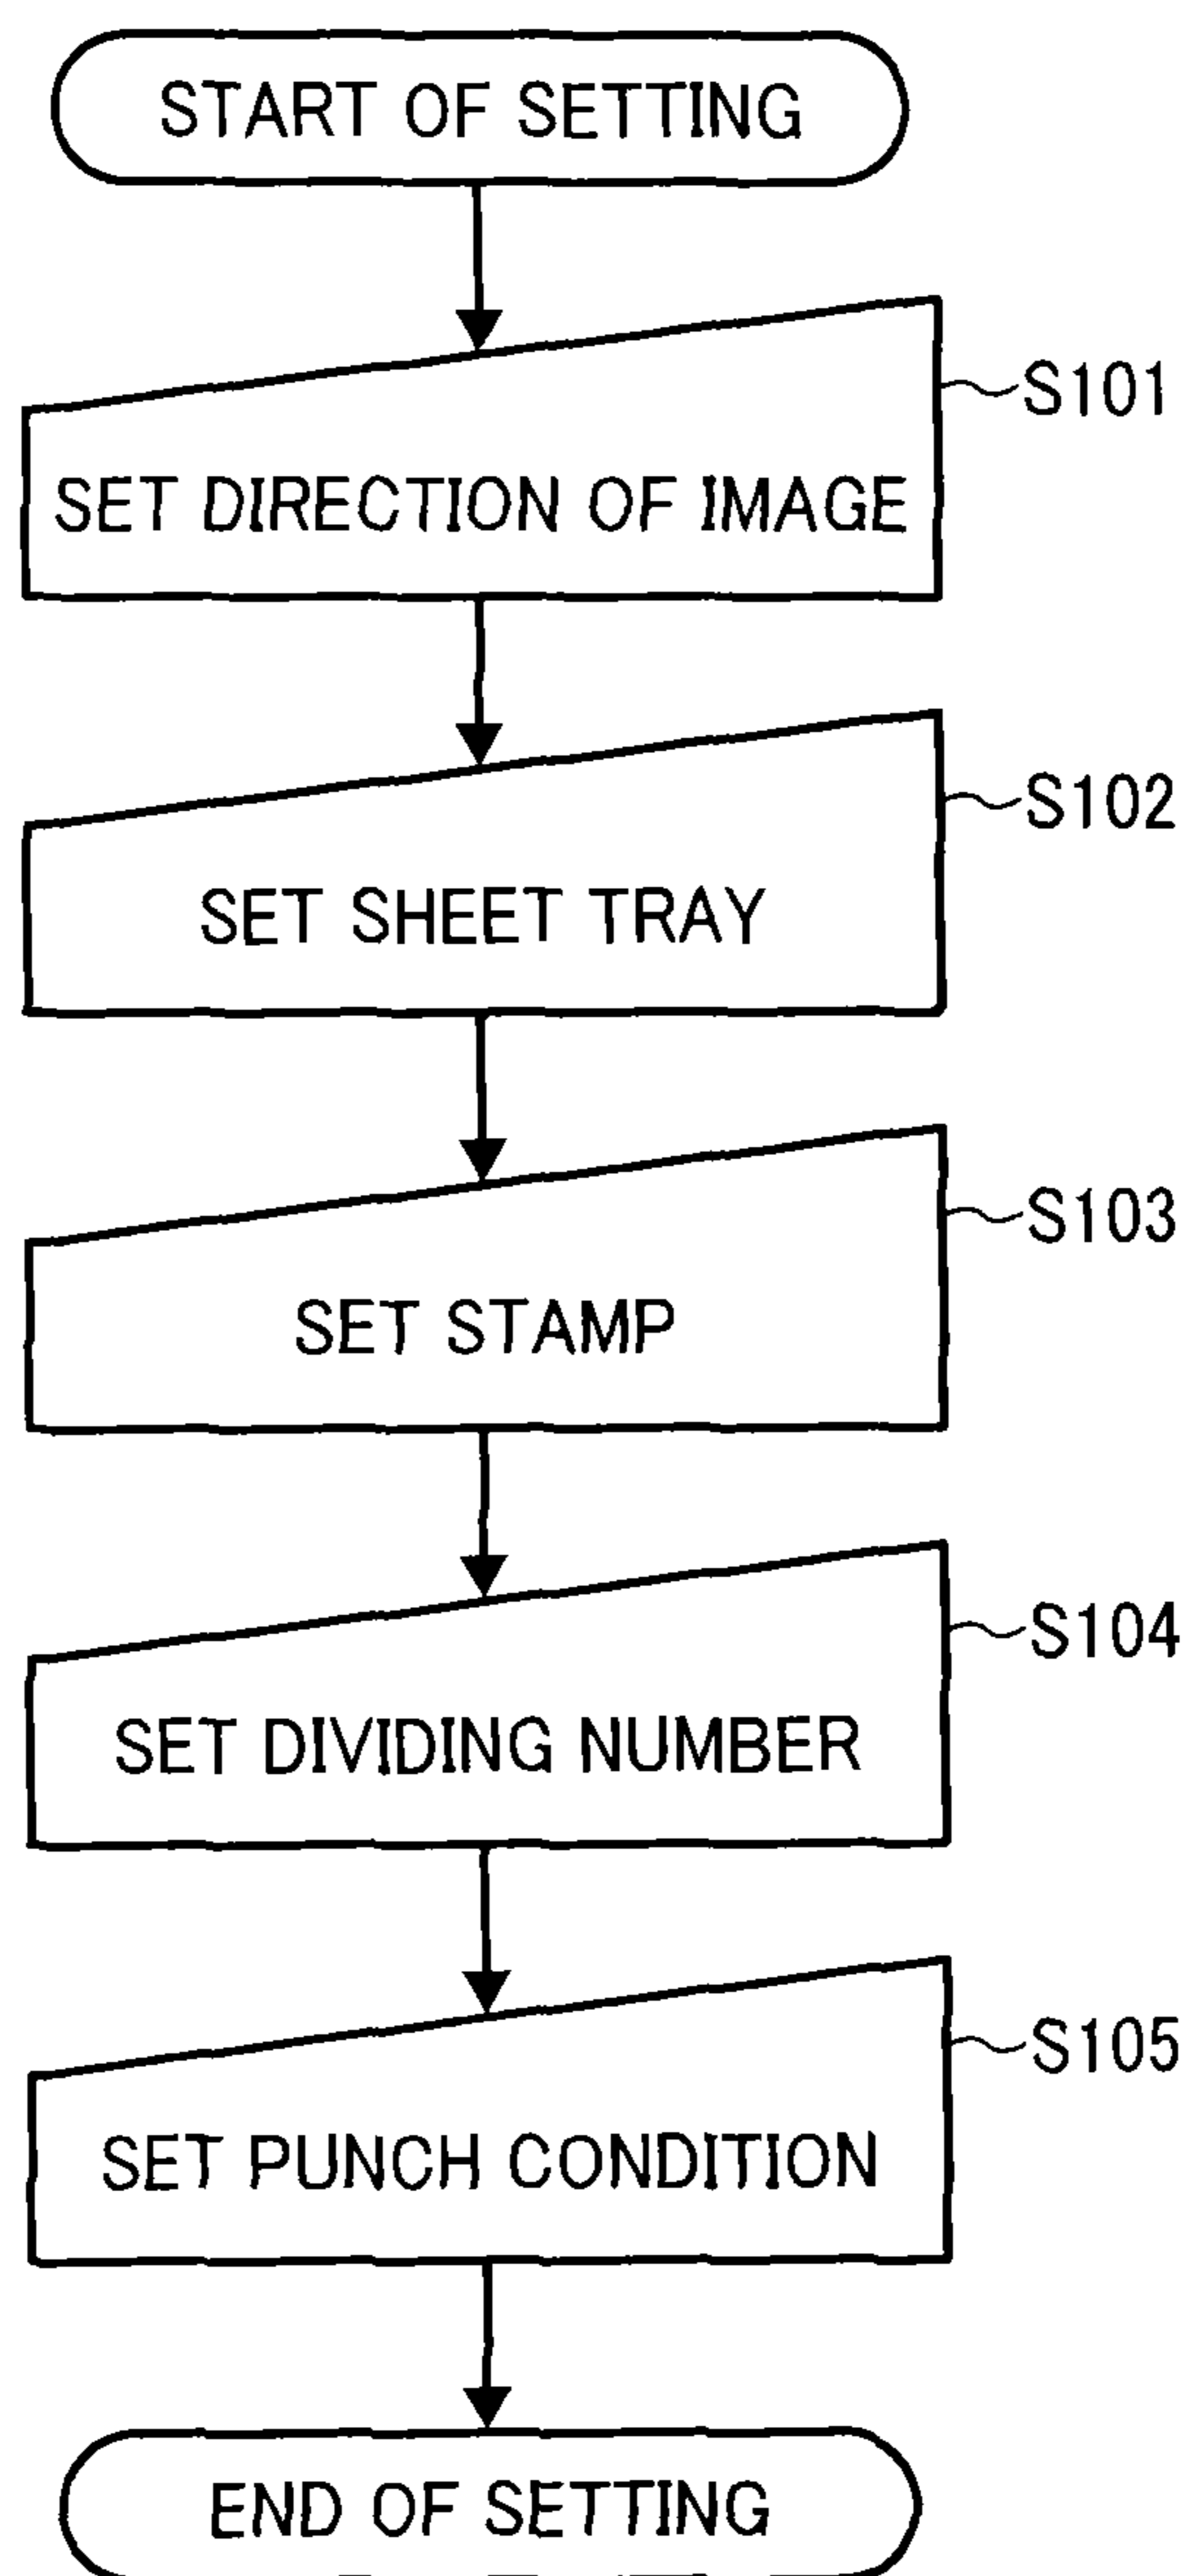 START OF SETTING
S101
SET DIRECTION OF IMAGE
S102
SET SHEET TRAY
S103
SET STAMP
S104
SET DIVIDING NUMBER
S105
SET PUNCH CONDITION
END OF SETTING